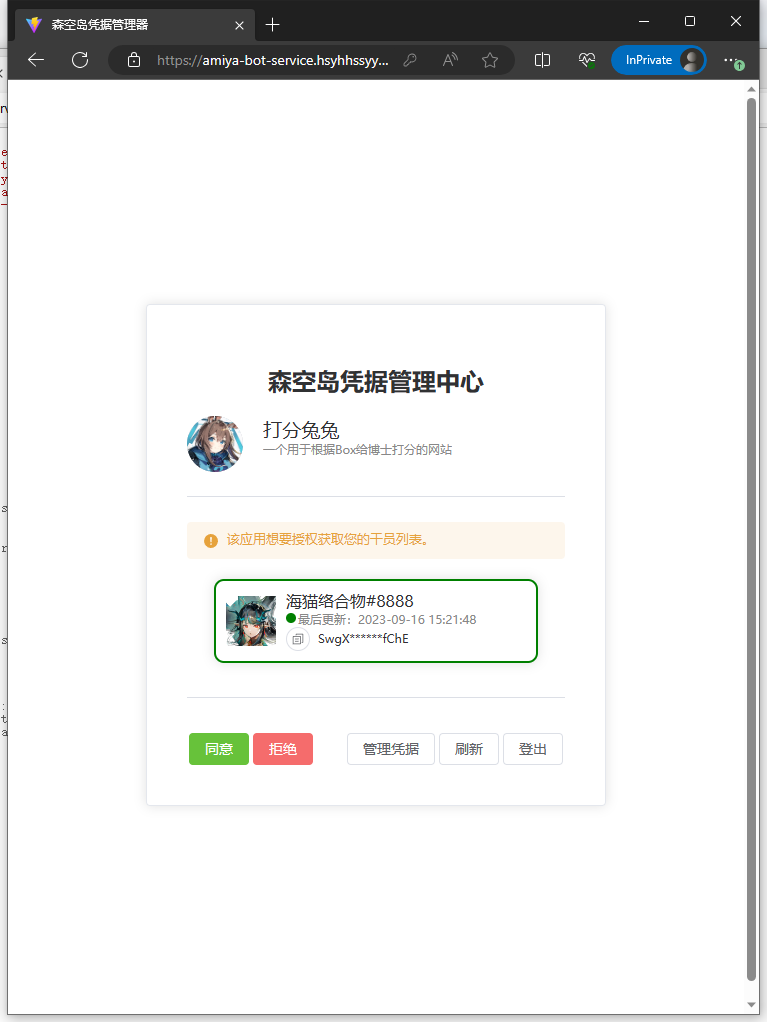 森空岛凭据管理器
https://amiya-bot-service.hsyhhssyy...
InPrivate
森空岛凭据管理中心
打分兔兔
一个用于根据Box给博士打分的网站
该应用想要授权获取您的干员列表。
海猫络合物#8888
最后更新：2023-09-16 15:21:48
SwgX******fChE
同意 拒绝 管理凭据 刷新 登出